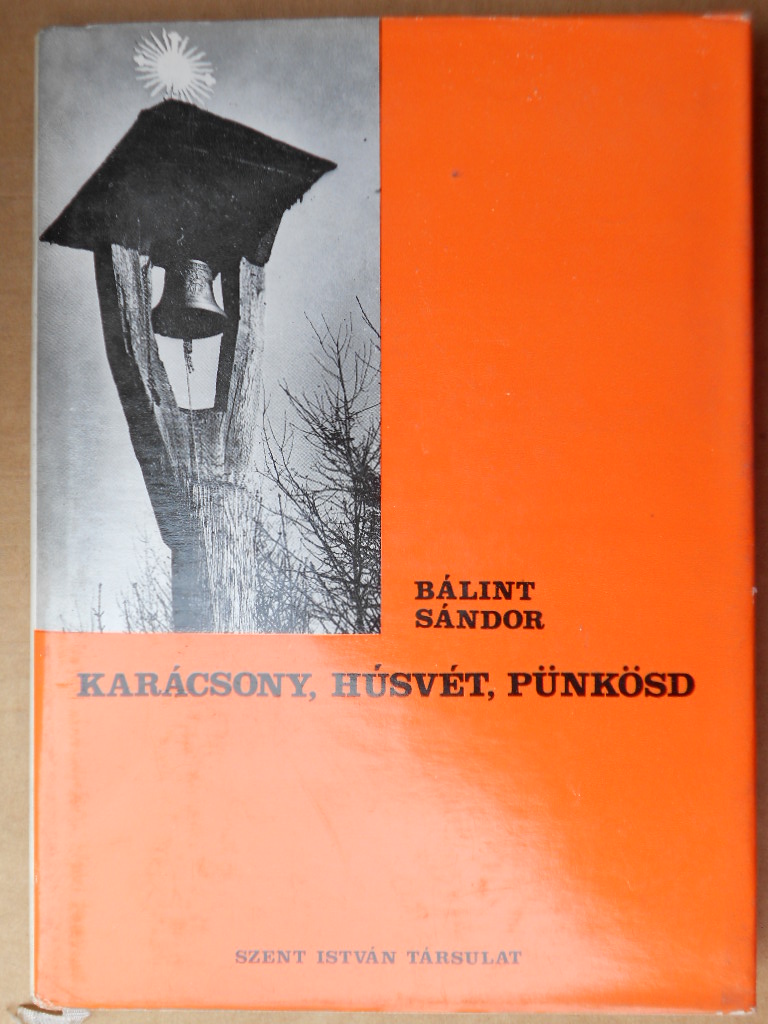 BÁLINT
SÁNDOR
KARÁCSONY, HÚSVÉT, PÜNKÖSD
SZENT ISTVÁN TÁRSULAT